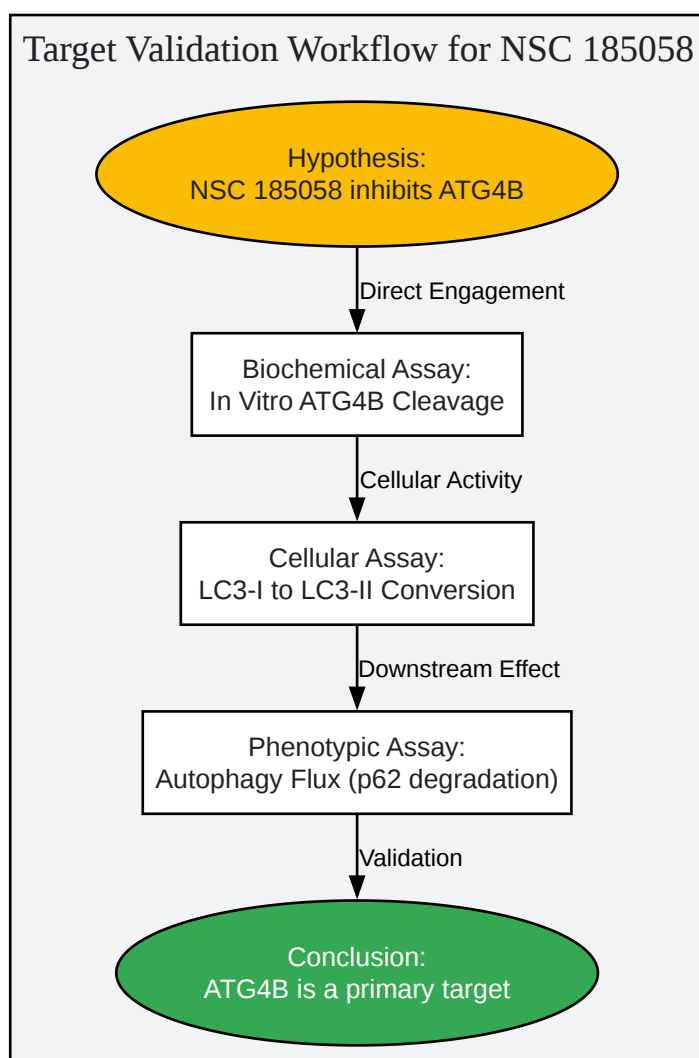 Target Validation Workflow for NSC 185058
Hypothesis:
NSC 185058 inhibits ATG4B
Direct Engagement
Biochemical Assay:
In Vitro ATG4B Cleavage
Cellular Activity
Cellular Assay:
LC3-I to LC3-II Conversion
Downstream Effect
Phenotypic Assay:
Autophagy Flux (p62 degradation)
Validation
Conclusion:
ATG4B is a primary target